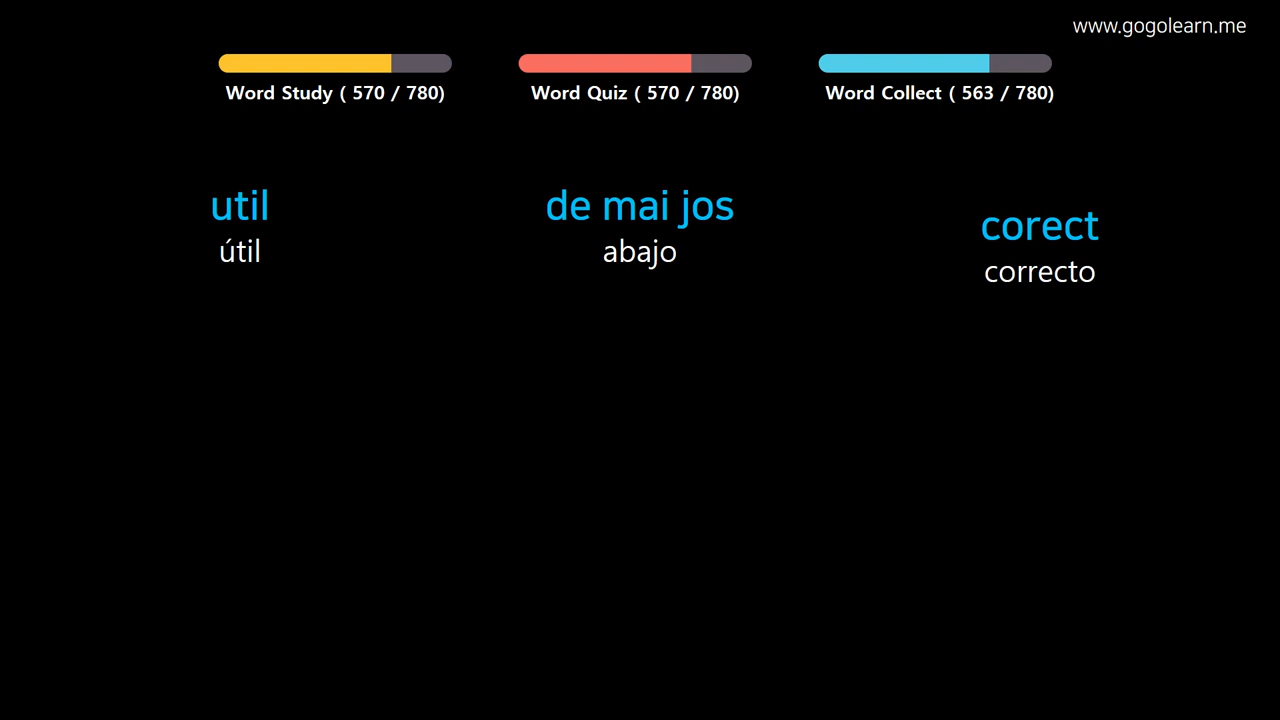 www.gogolearn.me
Word Study ( 570 / 780)
Word Quiz ( 570 / 780)
Word Collect ( 563 / 780)
util
útil
de mai jos
abajo
corect
correcto